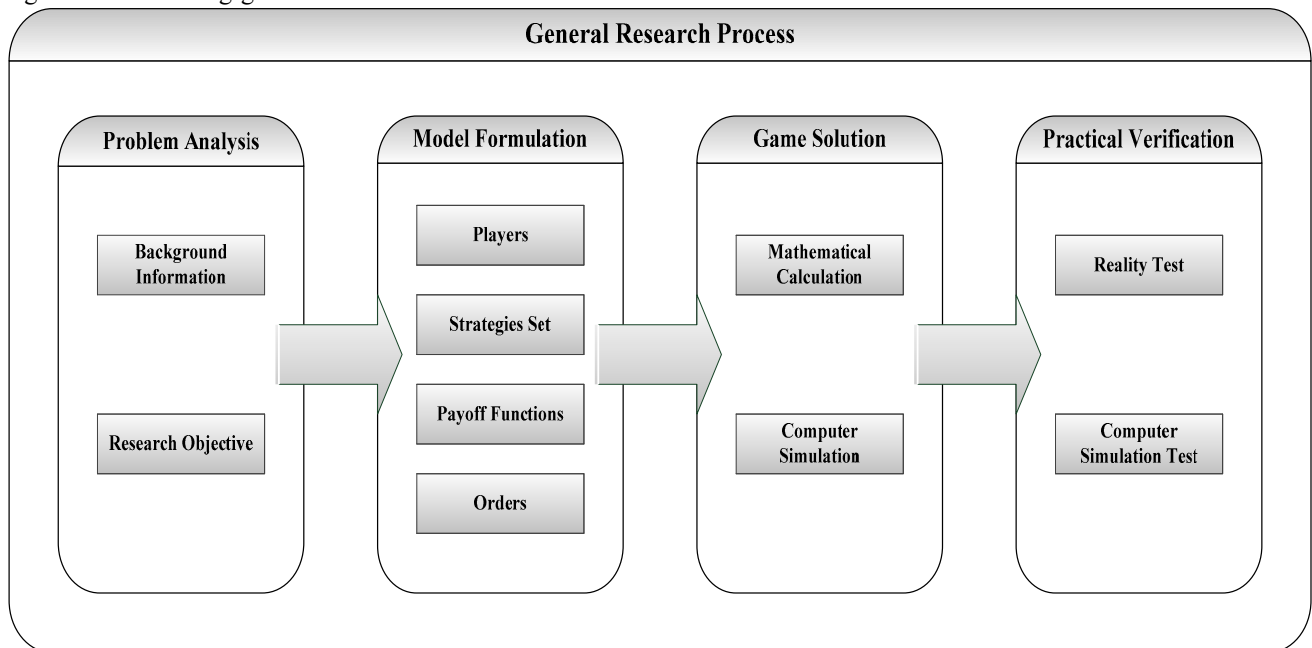 General Research Process
Problem Analysis
Background
Information
Research Objective
Model Formulation
Players
Strategies Set
Payoff Functions
Orders
Game Solution
Mathematical
Calculation
Computer
Simulation
Practical Verification
Reality Test
Computer
Simulation Test